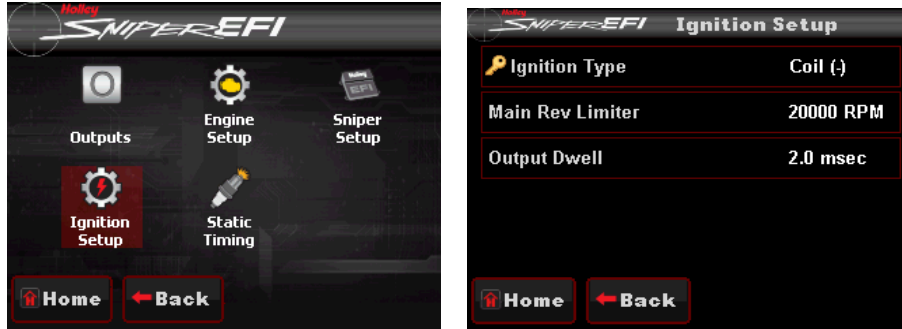 Holley
SNIPER EFI
Outputs
Engine
Setup
Holley
EFI
Sniper
Setup
Ignition
Setup
Static
Timing
H Home
Back
Holley
SNIPER EFI Ignition Setup
Ignition Type Coil (-)
Main Rev Limiter 20000 RPM
Output Dwell 2.0 msec
H Home
Back